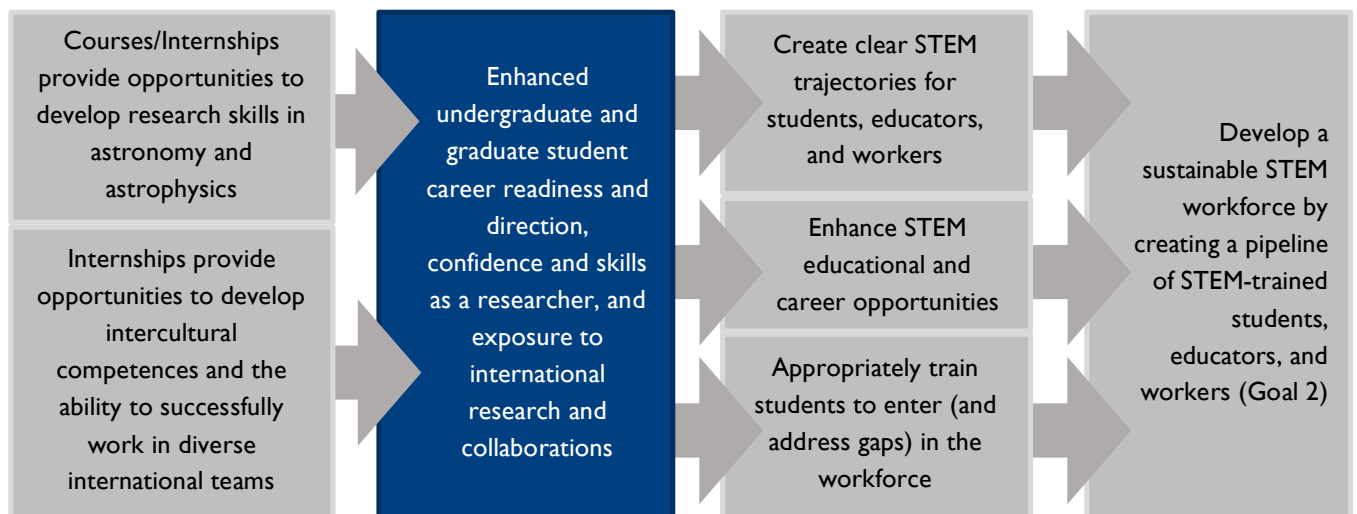 Courses/Internships
provide opportunities to
develop research skills in
astronomy and
astrophysics
Internships provide
opportunities to develop
intercultural
competences and the
ability to successfully
work in diverse
international teams
Enhanced
undergraduate and
graduate student
career readiness and
direction,
confidence and skills
as a researcher, and
exposure to
international
research and
collaborations
Create clear STEM
trajectories for
students, educators,
and workers
Enhance STEM
educational and
career opportunities
Appropriately train
students to enter (and
address gaps) in the
workforce
Develop a
sustainable STEM
workforce by
creating a pipeline
of STEM-trained
students,
educators, and
workers (Goal 2)